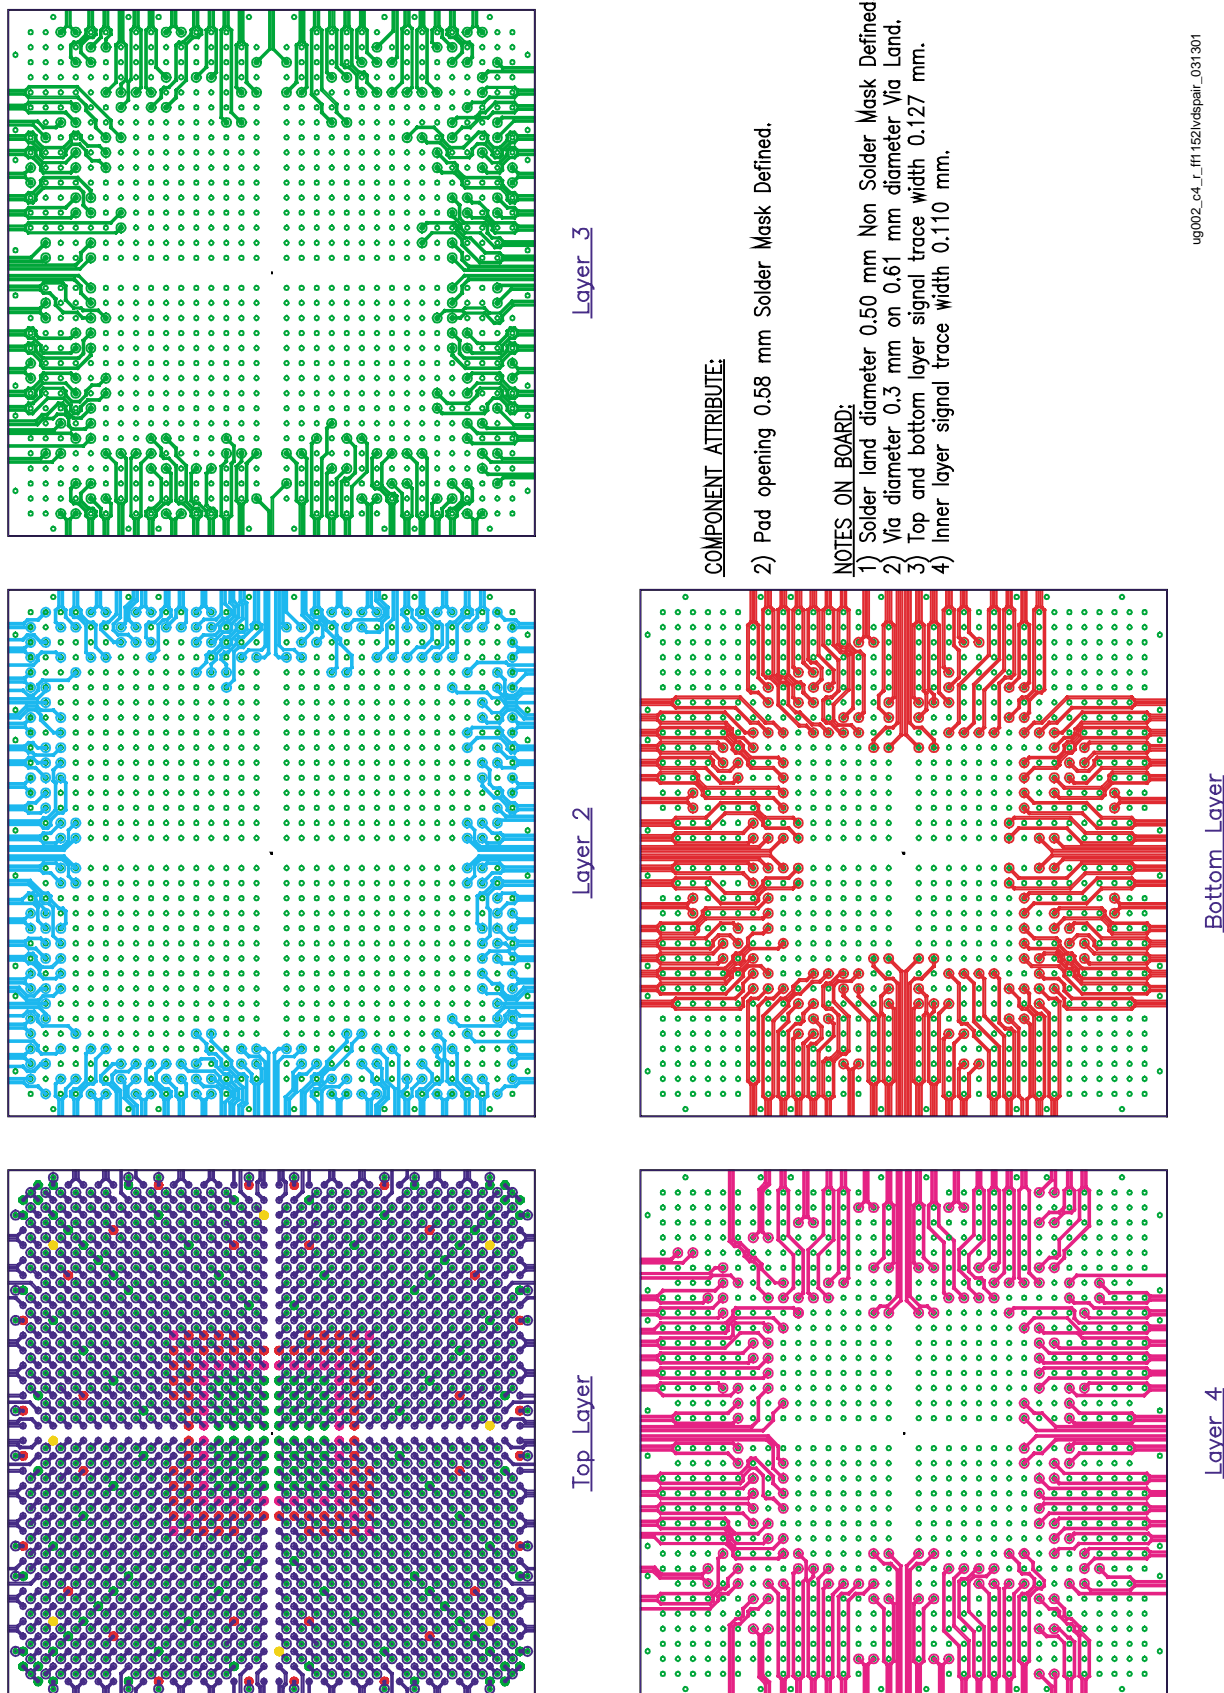 Top Layer
Layer 2
Layer 3
Layer 4
Bottom Layer
COMPONENT ATTRIBUTE:
2) Pad opening 0.58 mm Solder Mask Defined.
NOTES ON BOARD:
1) Solder land diameter 0.50 mm Non Solder Mask Defined
2) Via diameter 0.3 mm on 0.61 mm diameter Via Land.
3) Top and bottom layer signal trace width 0.127 mm.
4) Inner layer signal trace width 0.110 mm.
ug002_c4_r_ff1152lvdspair_031301